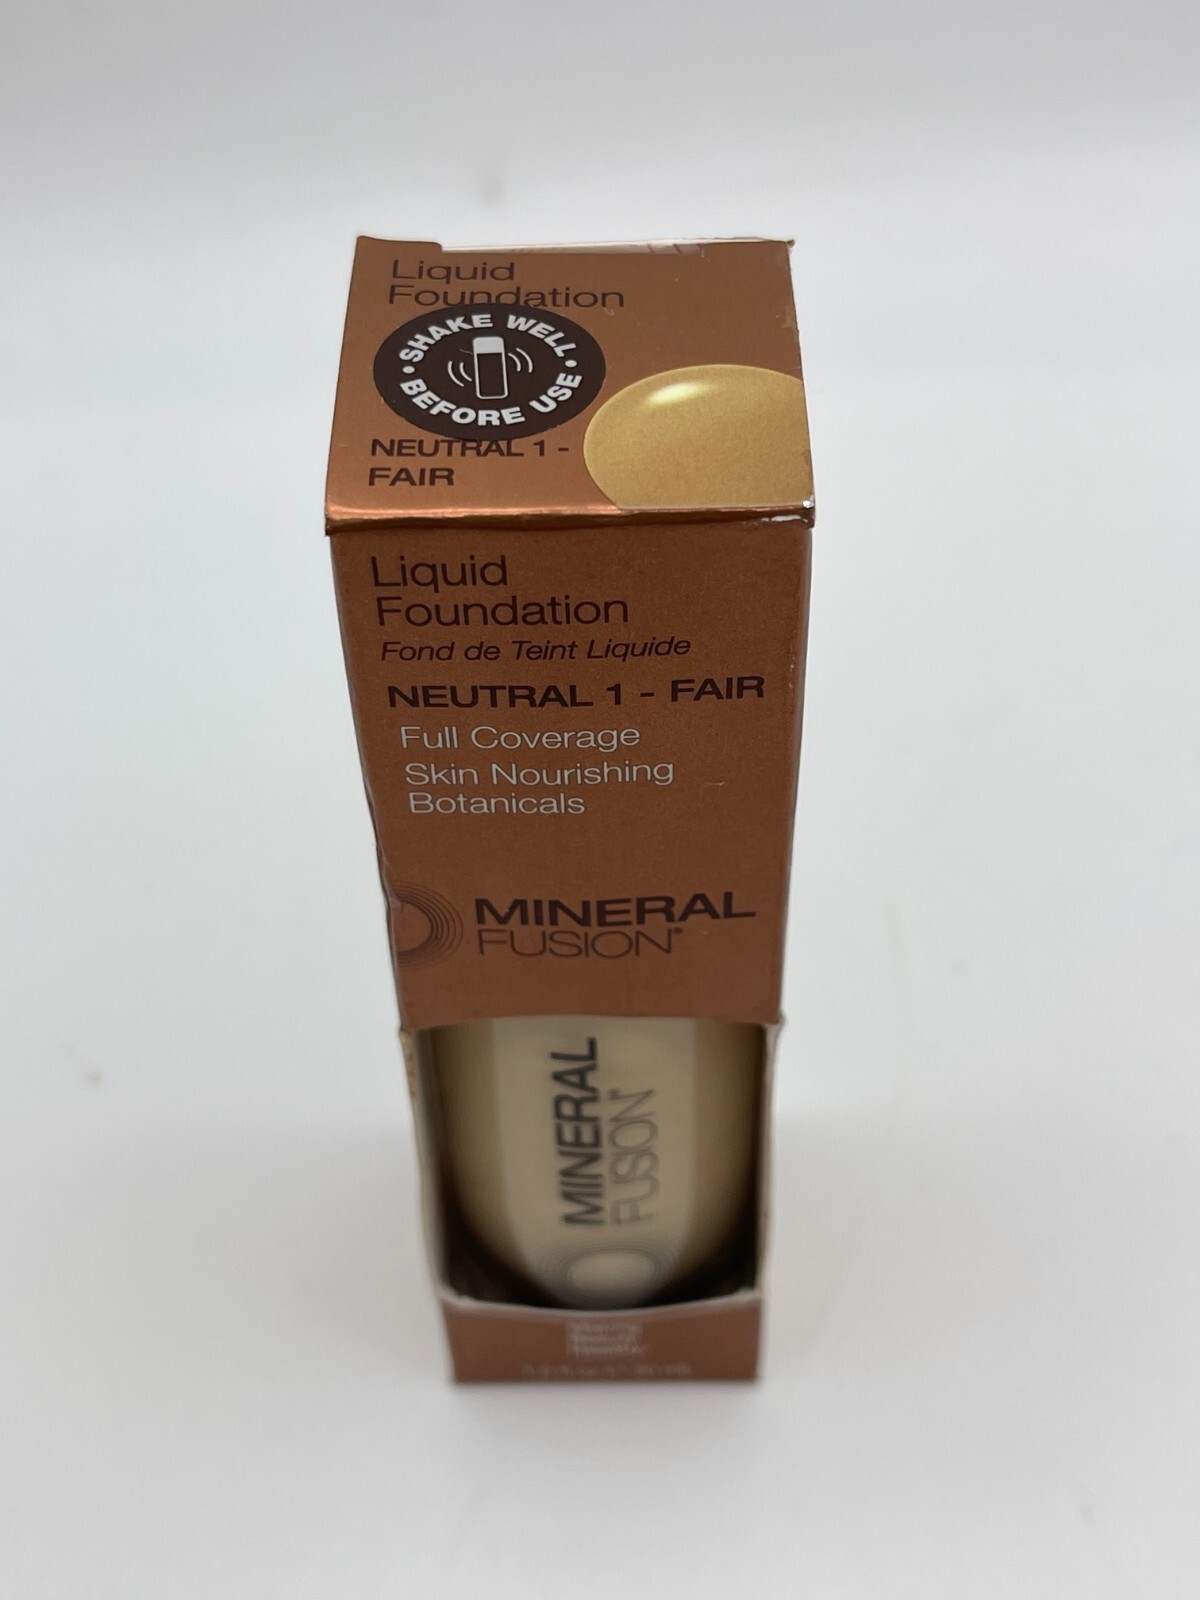 Liquid
Foundation
SHAKE WELL
BEFORE USE
NEUTRAL 1 -
FAIR
Liquid
Foundation
Fond de Teint Liquide
NEUTRAL 1 - FAIR
Full Coverage
Skin Nourishing
Botanicals
MINERAL
FUSION®
MINERAL
FUSION®